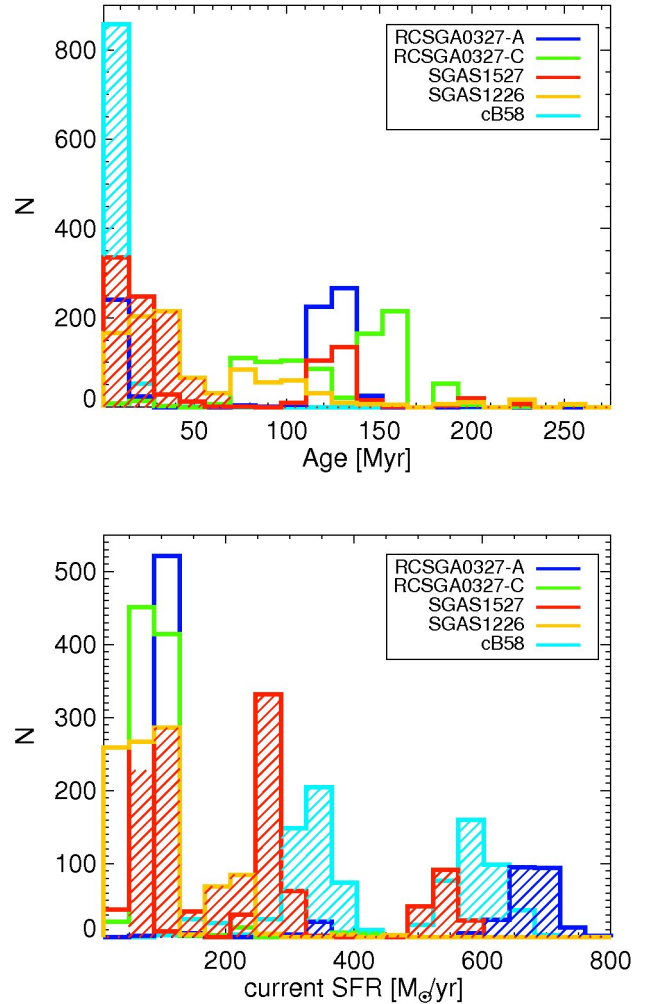 800
600
400
200
0
N
RCSGA0327-A
RCSGA0327-C
SGAS1527
SGAS1226
cB58
50 100 150 200 250
Age [Myr]
500
400
300
200
100
0
N
RCSGA0327-A
RCSGA0327-C
SGAS1527
SGAS1226
cB58
200 400 600 800
current SFR [M☉/yr]